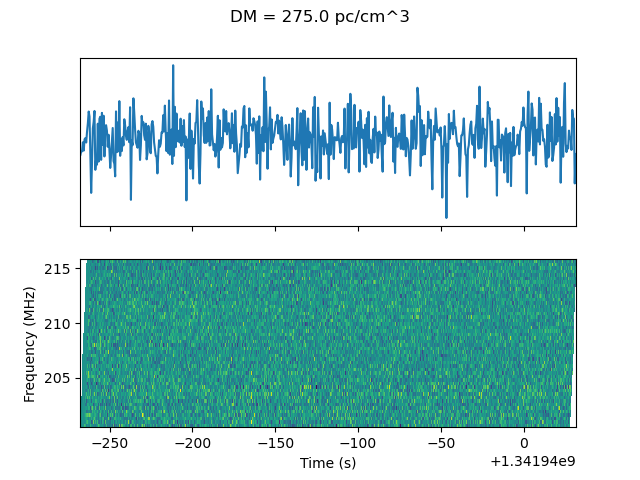 DM = 275.0 pc/cm^3
215
210
205
Frequency (MHz)
−250 −200 −150 −100 −50 0
Time (s)
+1.34194e9